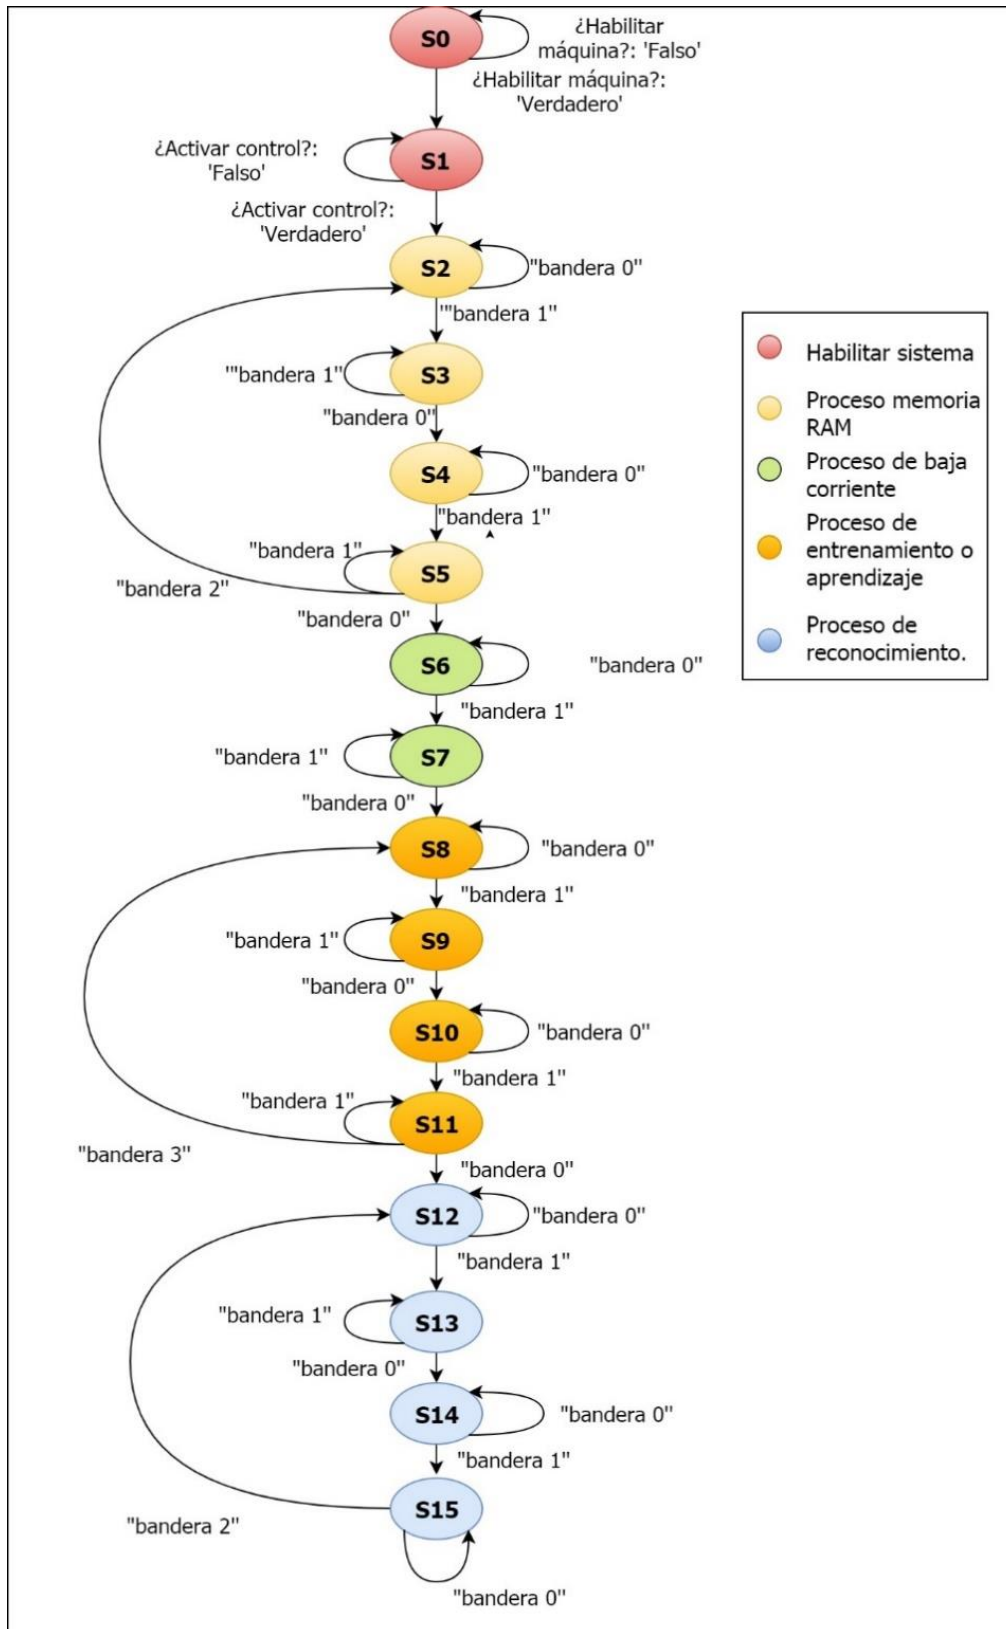 S0
¿Habilitar
máquina?: 'Falso'
¿Habilitar máquina?:
'Verdadero'
¿Activar control?:
'Falso'
S1
¿Activar control?:
'Verdadero'
S2
"bandera 0"
'"bandera 1"
'"bandera 1"
S3
"bandera 0"
S4
"bandera 0"
"bandera 1"
"bandera 1"
S5
"bandera 2"
"bandera 0"
S6
"bandera 0"
"bandera 1"
"bandera 1"
S7
"bandera 0"
S8
"bandera 0"
"bandera 1"
"bandera 1"
S9
"bandera 0"
S10
"bandera 0"
"bandera 1"
"bandera 1"
S11
"bandera 3"
"bandera 0"
S12
"bandera 0"
"bandera 1"
"bandera 1"
S13
"bandera 0"
S14
"bandera 0"
"bandera 1"
S15
"bandera 2"
"bandera 0"
Habilitar sistema
Proceso memoria
RAM
Proceso de baja
corriente
Proceso de
entrenamiento o
aprendizaje
Proceso de
reconocimiento.